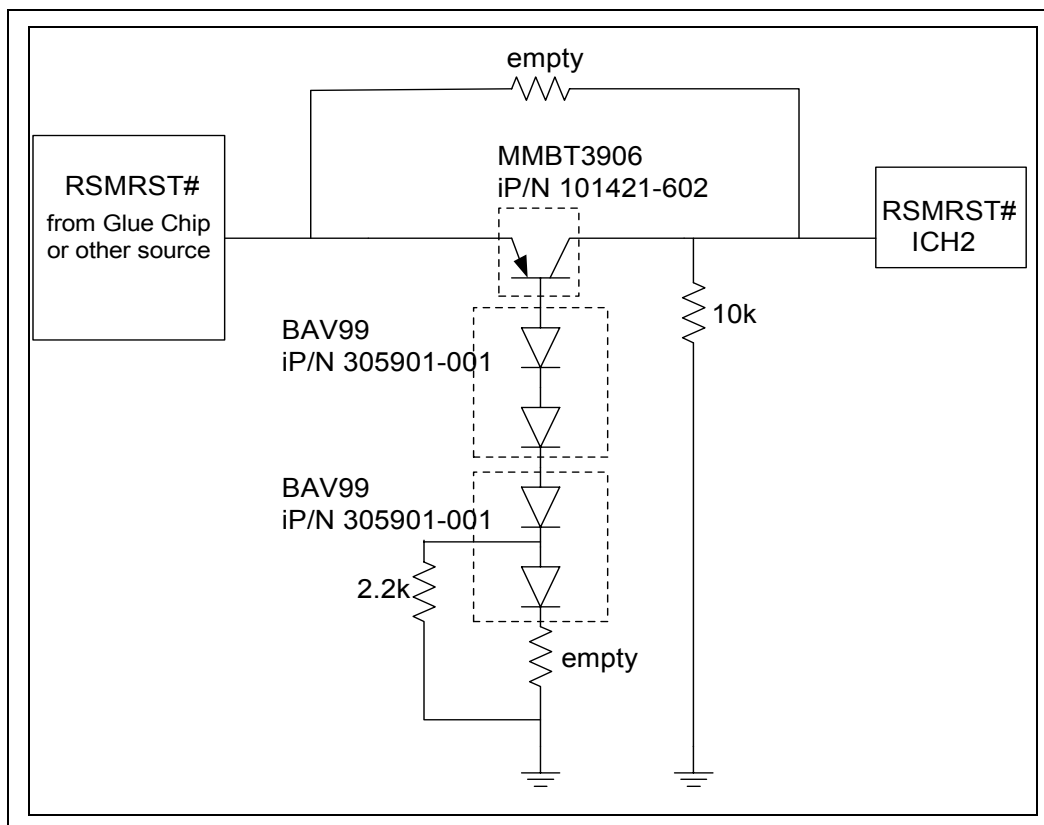 empty
RSMRST#
from Glue Chip
or other source
MMBT3906
iP/N 101421-602
RSMRST#
ICH2
10k
BAV99
iP/N 305901-001
BAV99
iP/N 305901-001
2.2k
empty